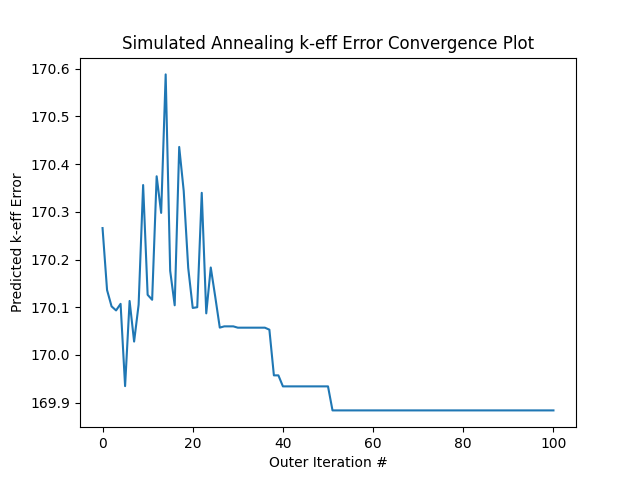 Simulated Annealing k-eff Error Convergence Plot
170.6
170.5
170.4
170.3
170.2
170.1
170.0
169.9
Predicted k-eff Error
0 20 40 60 80 100
Outer Iteration #